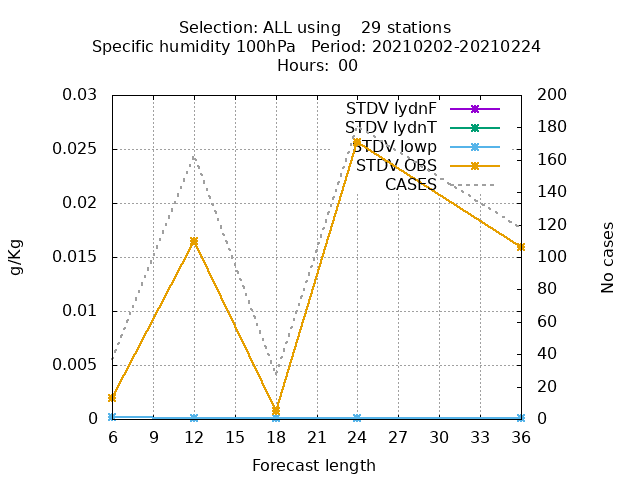 Selection: ALL using    29 stations
Specific humidity 100hPa   Period: 20210202-20210224
Hours:  00
0.03
0.025
0.02
0.015
0.01
0.005
0
g/Kg
STDV IydnF
STDV IydnT
STDV Iowp
STDV OBS
CASES
200
180
160
140
120
100
80
60
40
20
0
No cases
6 9 12 15 18 21 24 27 30 33 36
Forecast length